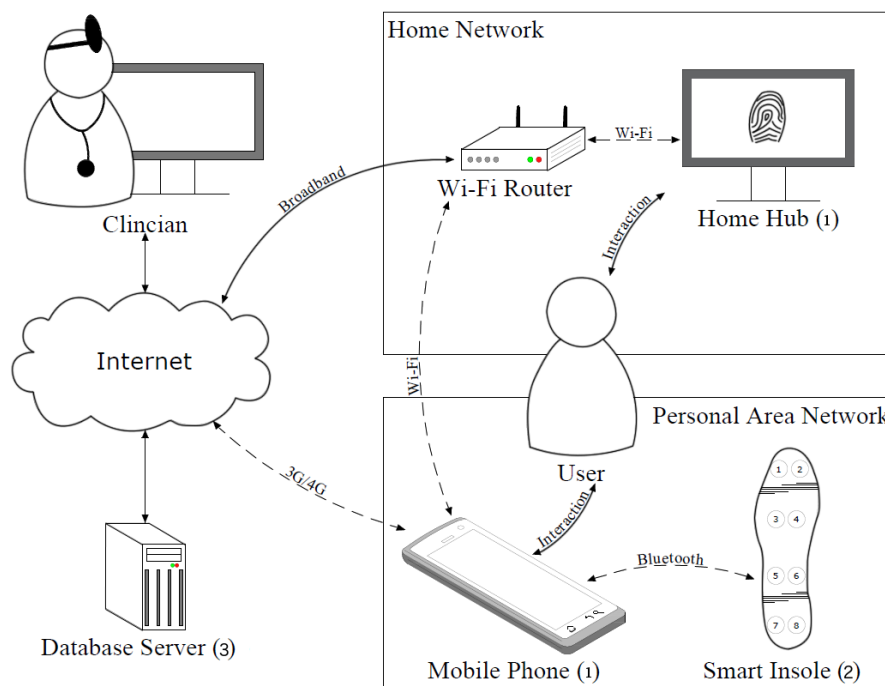 Home Network
Wi-Fi
Wi-Fi Router
Home Hub (1)
Clincian
Broadband
Interaction
Internet
Wi-Fi
Personal Area Network
User
1 2
3 4
5 6
7 8
3G/4G
Interaction
Bluetooth
Database Server (3)
Mobile Phone (1)
Smart Insole (2)